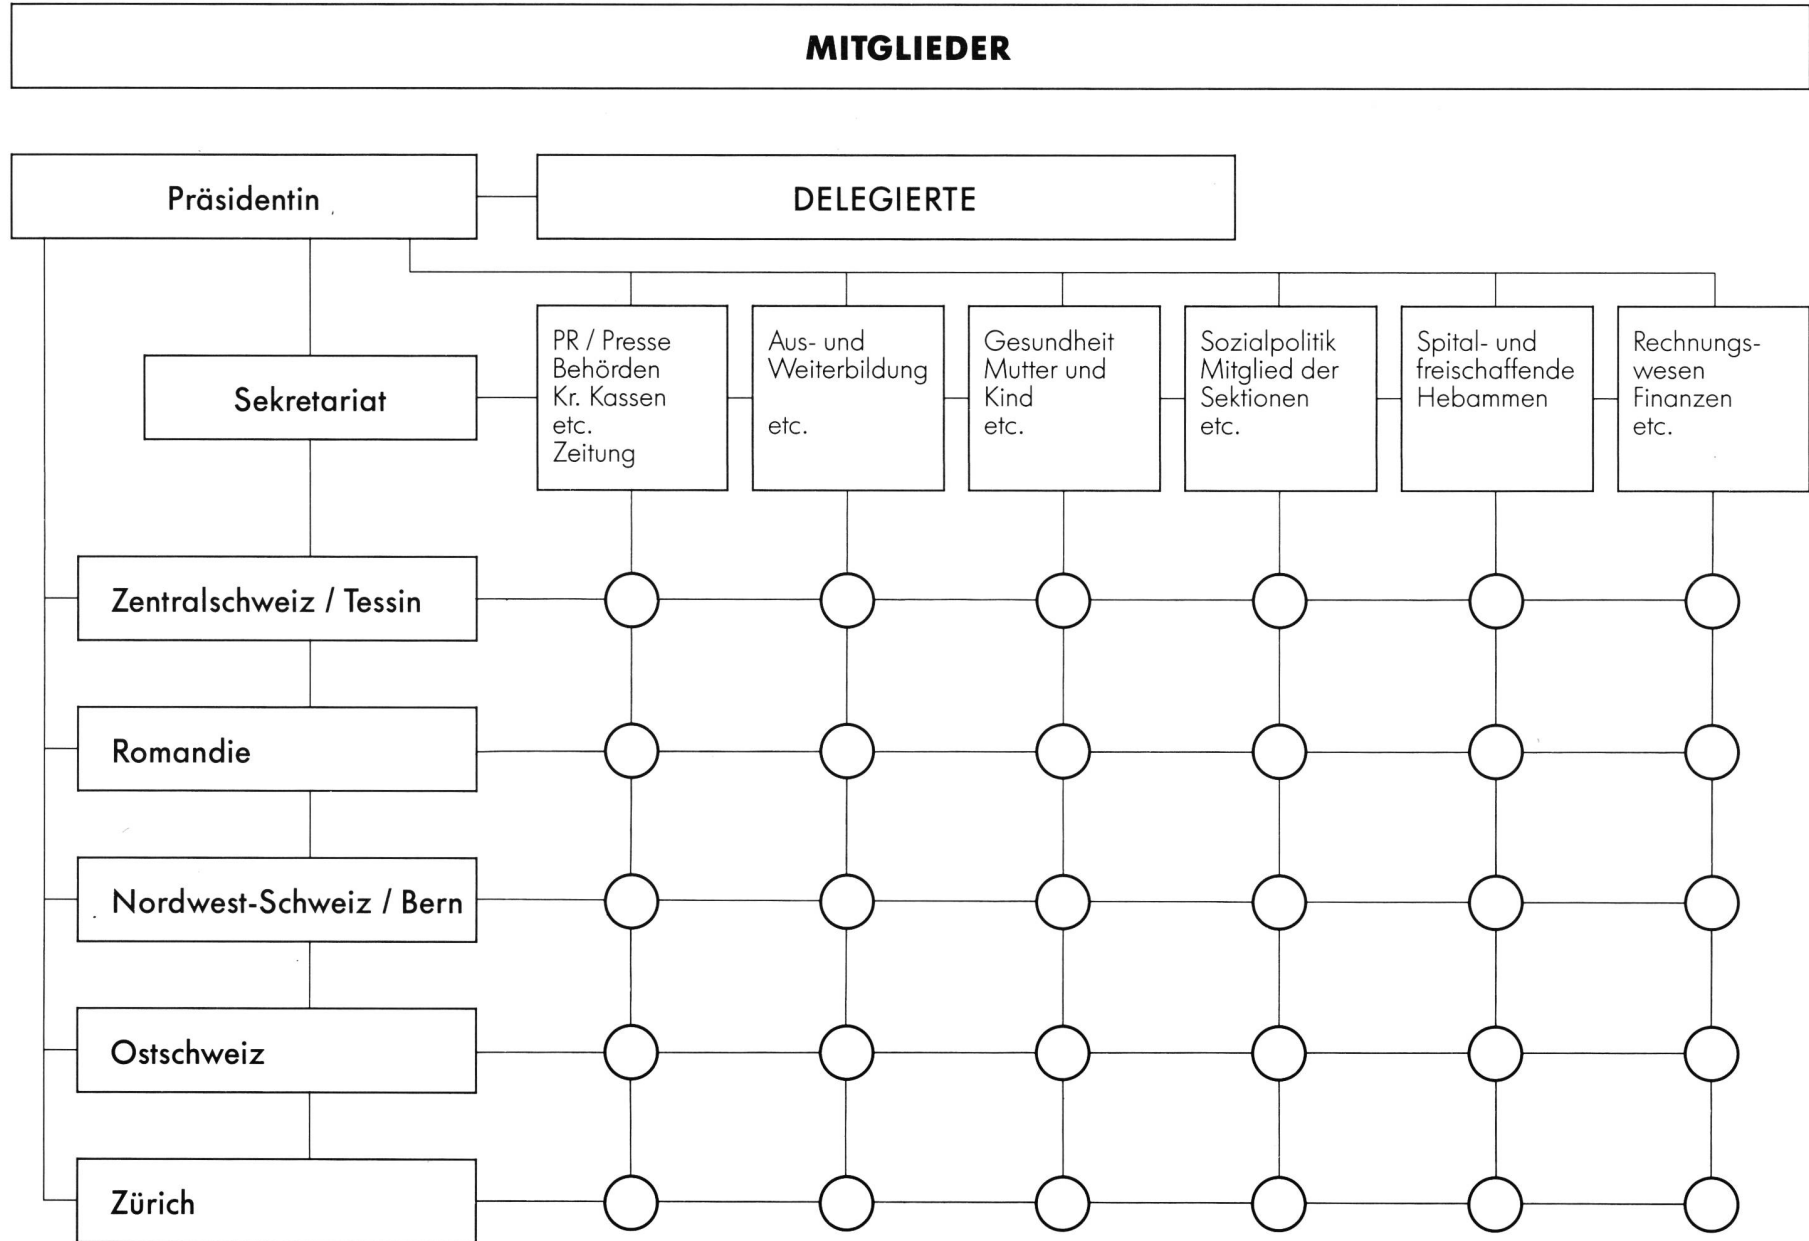 MITGLIEDER
Präsidentin
DELEGIERTE
PR / Presse
Behörden
Kr. Kassen
etc.
Zeitung
Aus- und
Weiterbildung
etc.
Gesundheit
Mutter und
Kind
etc.
Sozialpolitik
Mitglied der
Sektionen
etc.
Spital- und
freischaffende
Hebammen
Rechnungs-
wesen
Finanzen
etc.
Sekretariat
Zentralschweiz / Tessin
Romandie
Nordwest-Schweiz / Bern
Ostschweiz
Zürich